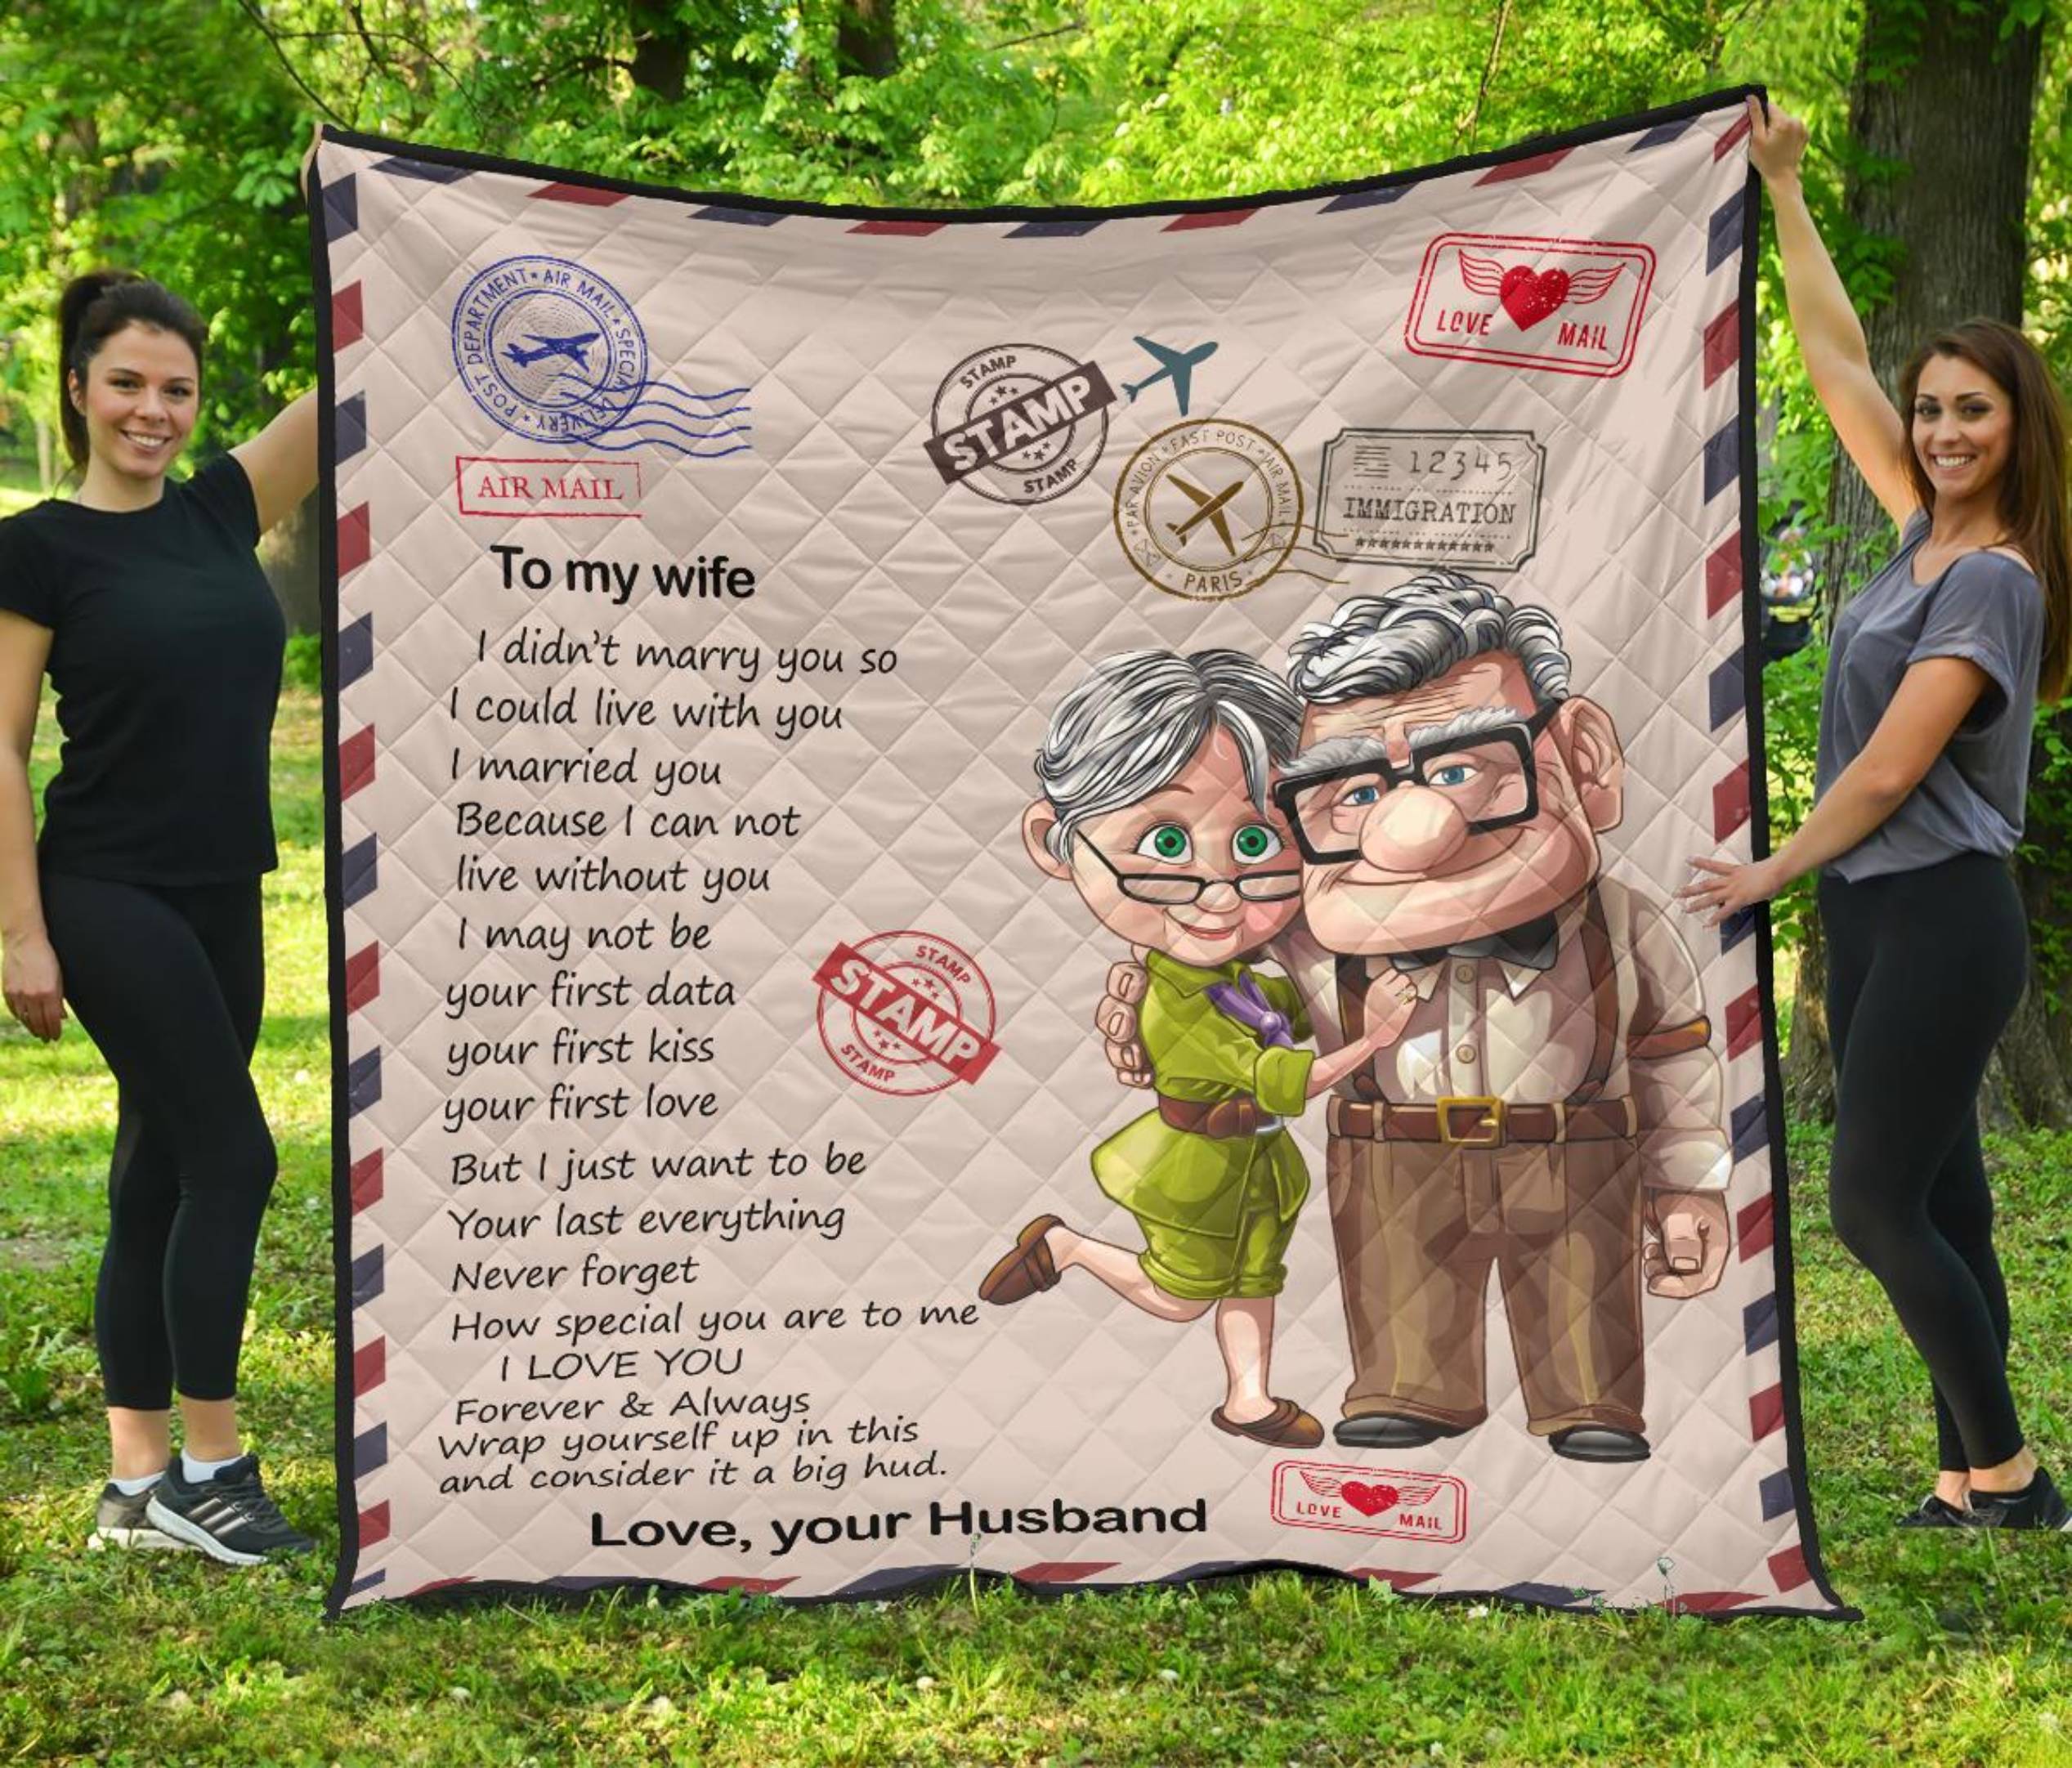 POST DEPARTMENT * AIR MAIL * SPECIAL DELIVERY *
AIR MAIL
STAMP
STAMP
STAMP
PAR AVION * FAST POST * AIR MAIL *
PARIS
LOVE MAIL
12345
IMMIGRATION
************
To my wife
I didn't marry you so
I could live with you
I married you
Because I can not
live without you
I may not be
your first data
your first kiss
your first love
But I just want to be
Your last everything
Never forget
How special you are to me
I LOVE YOU
Forever & Always
Wrap yourself up in this
and consider it a big hud.
Love, your Husband
STAMP
STAMP
STAMP
LOVE MAIL